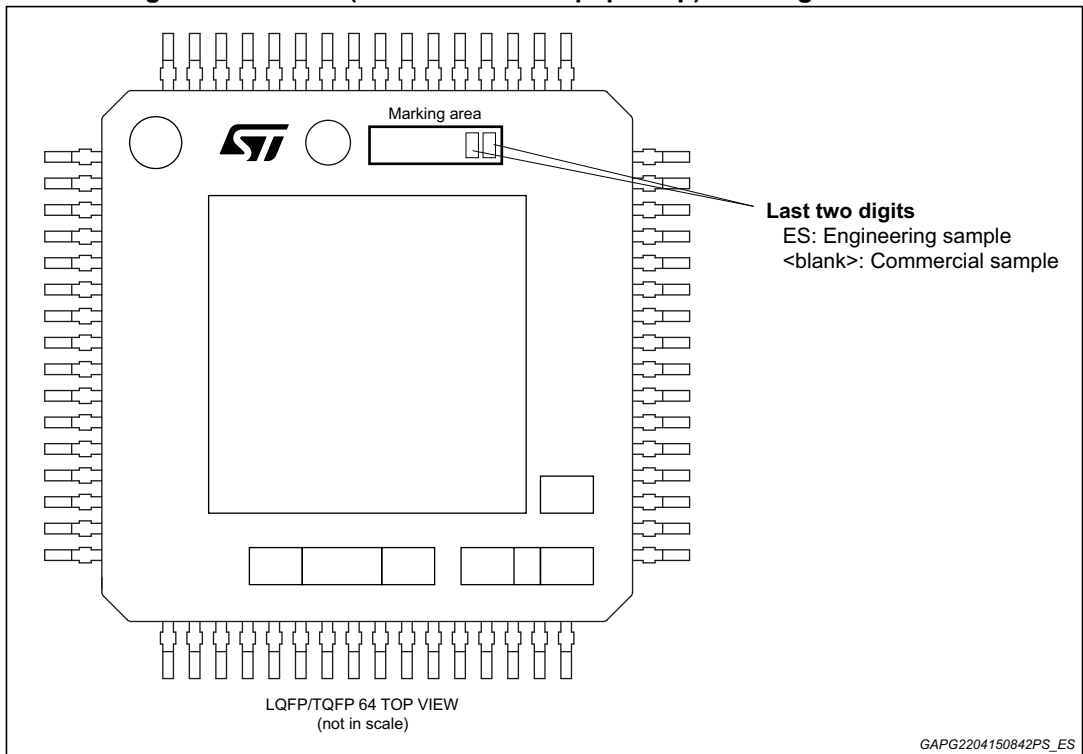 Marking area
Last two digits
ES: Engineering sample
<blank>: Commercial sample
LQFP/TQFP 64 TOP VIEW
(not in scale)
GAPG2204150842PS_ES